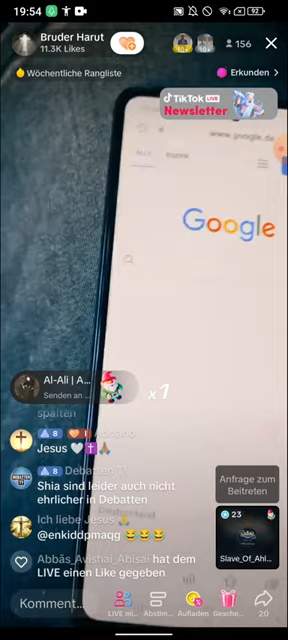 19:54
92
Bruder Harut
11.3K Likes
10+
10+
156
Wöchentliche Rangliste
Erkunden
TikTok LIVE
Newsletter
www.google.de
Google
Al-Ali | A...
Senden an ...
x1
spalten
8
Jesus
8 Debatten
Shia sind leider auch nicht
ehrlicher in Debatten
Ich liebe Jesus
@enkiddpmaqg
Abbās_Avishai_Abisai hat dem
LIVE einen Like gegeben
Anfrage zum
Beitreten
23
Slave_Of_Ahl...
Komment...
LIVE mi...
Abstim...
Aufladen
Gesche...
20